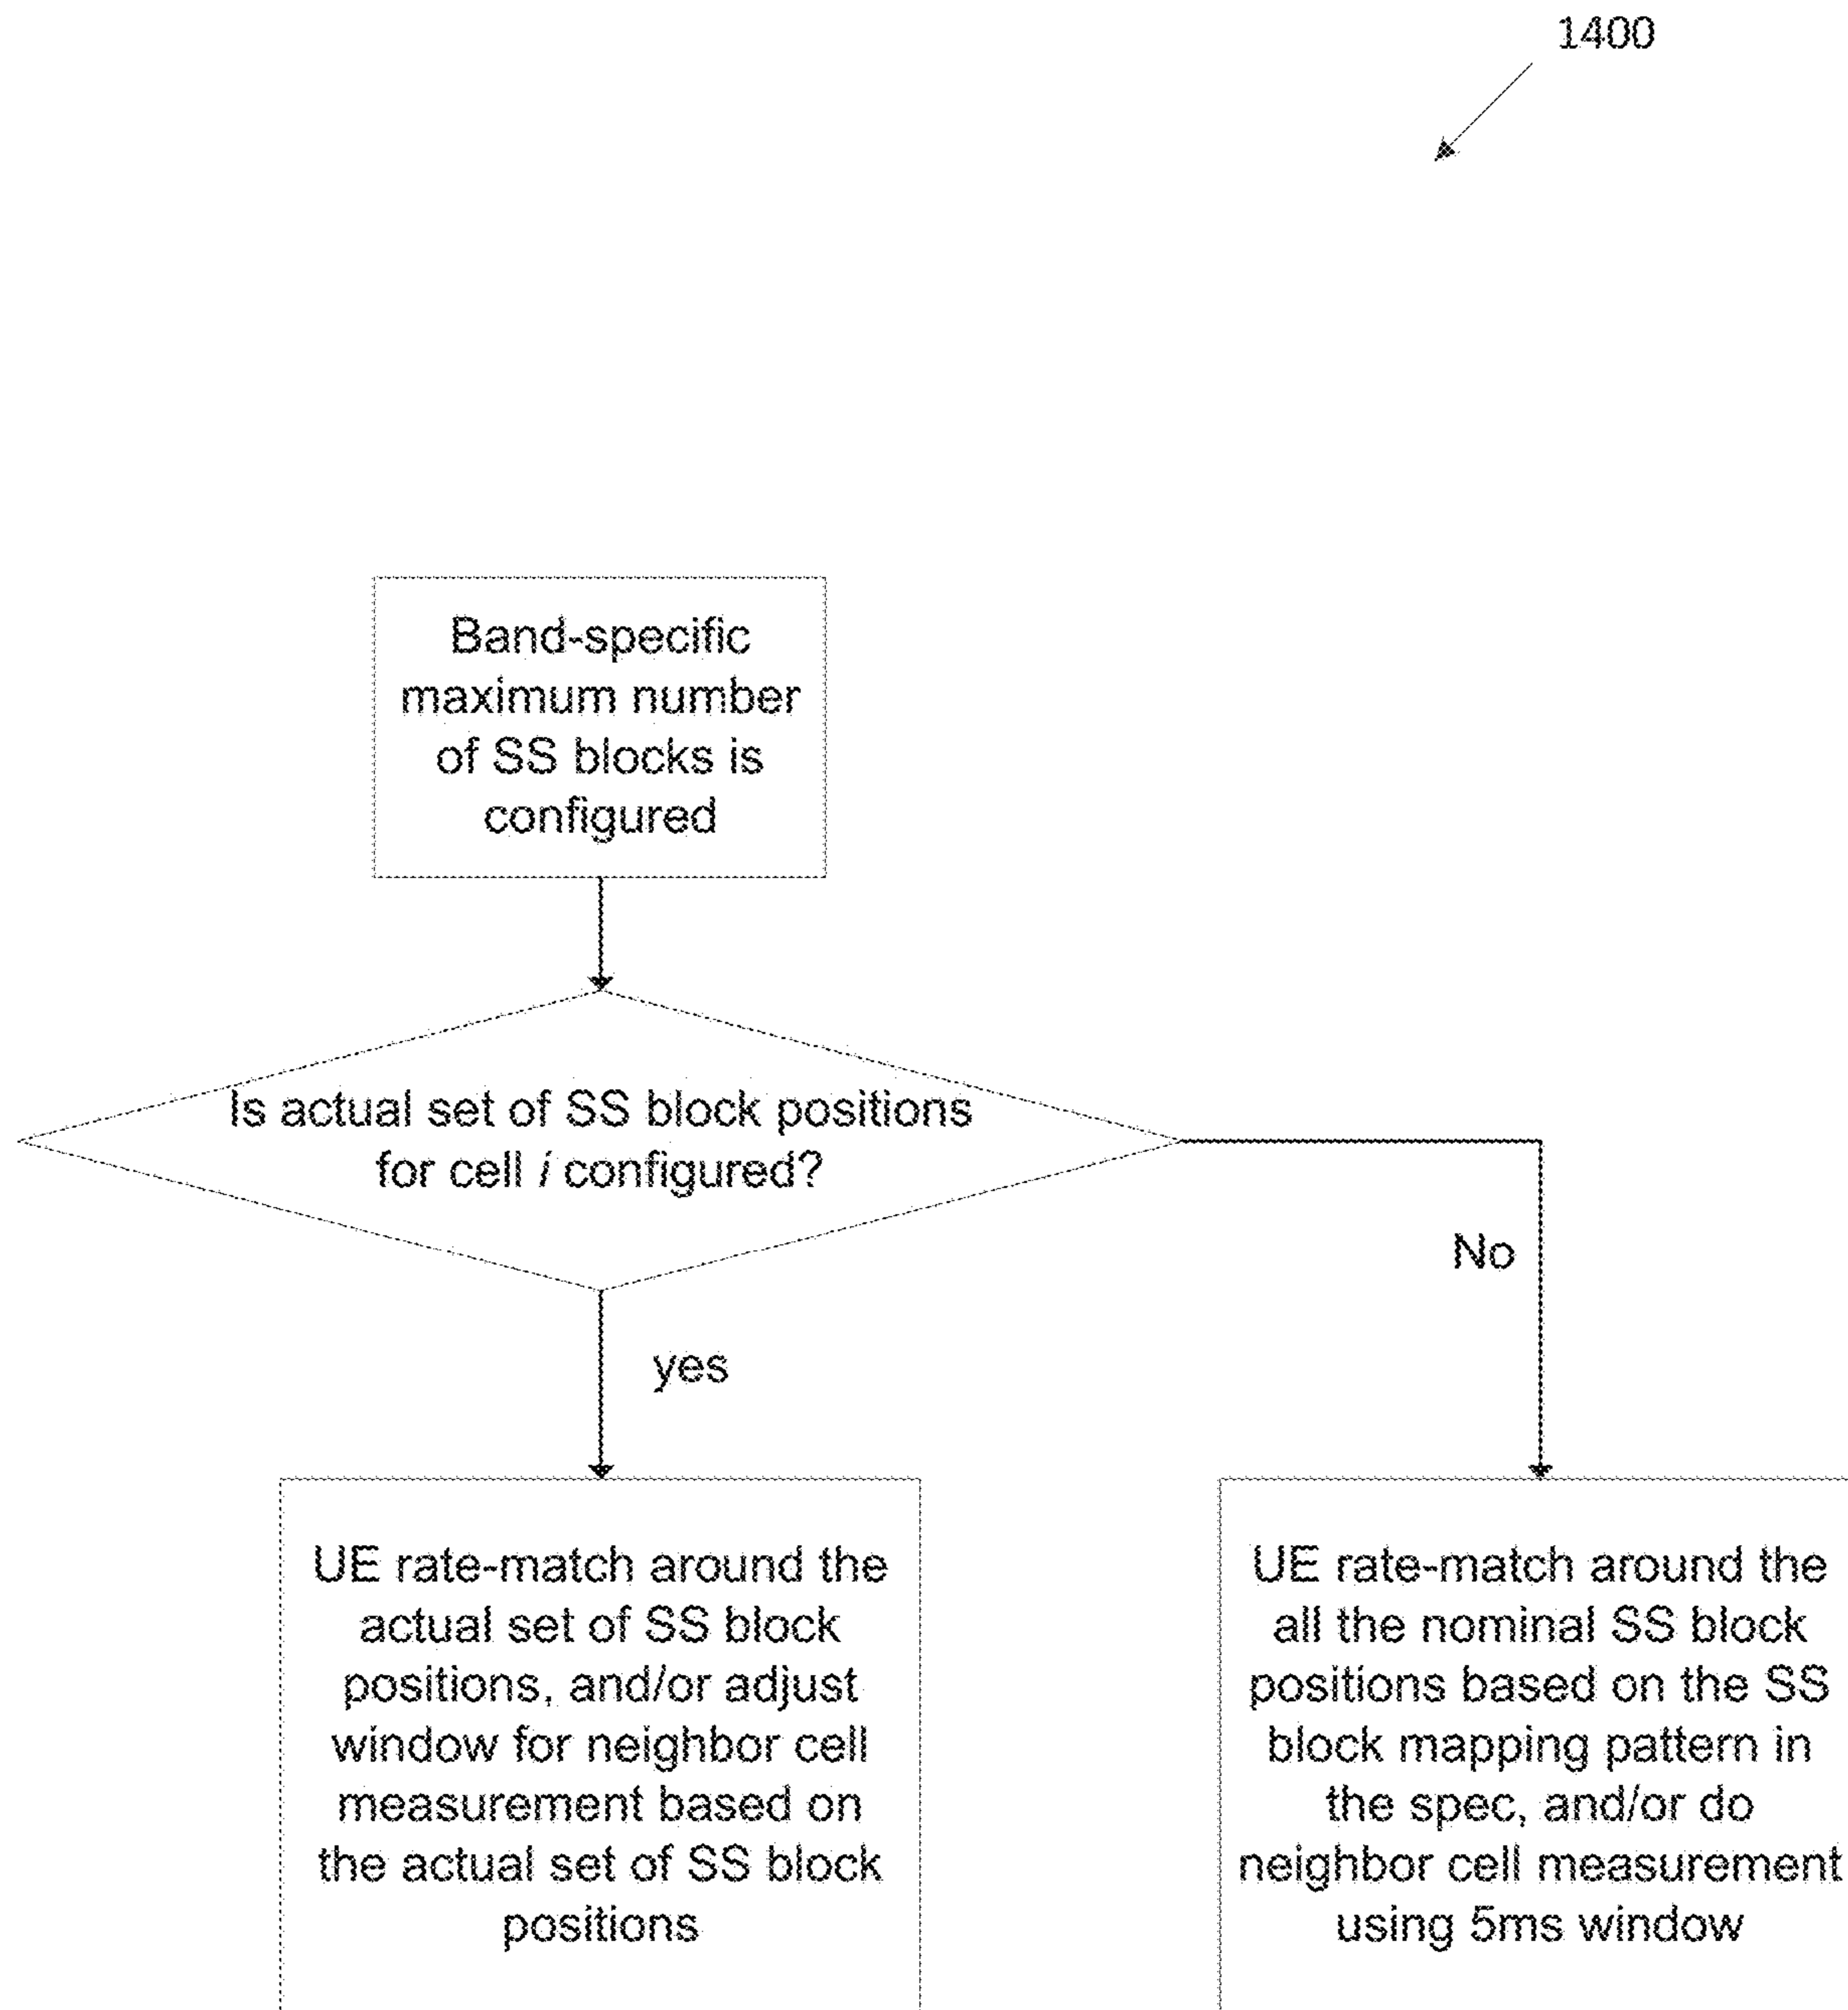 1400
Band-specific
maximum number
of SS blocks is
configured
Is actual set of SS block positions
for cell i configured?
No
yes
UE rate-match around the
actual set of SS block
positions, and/or adjust
window for neighbor cell
measurement based on
the actual set of SS block
positions
UE rate-match around the
all the nominal SS block
positions based on the SS
block mapping pattern in
the spec, and/or do
neighbor cell measurement
using 5ms window